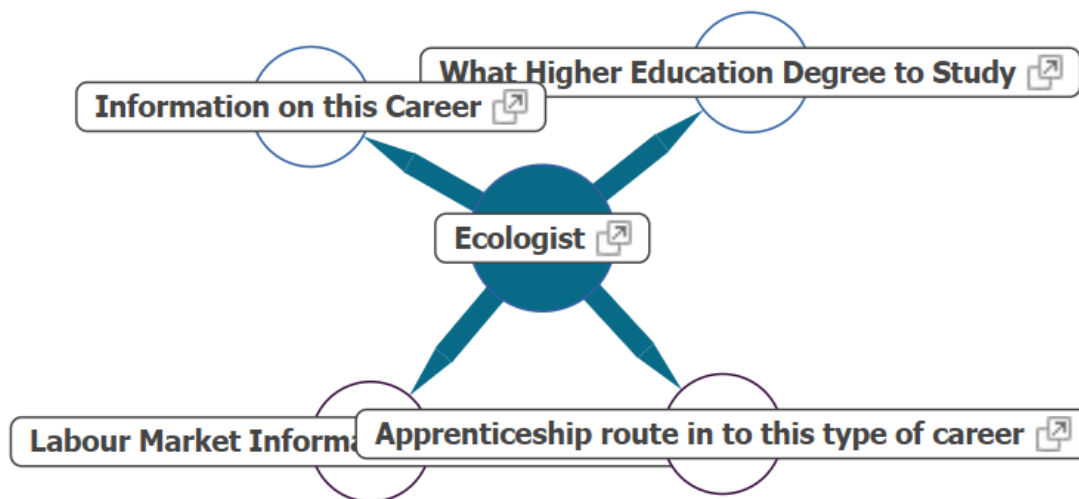 What Higher Education Degree to Study
Information on this Career
Ecologist
Labour Market
Apprenticeship route in to this type of career